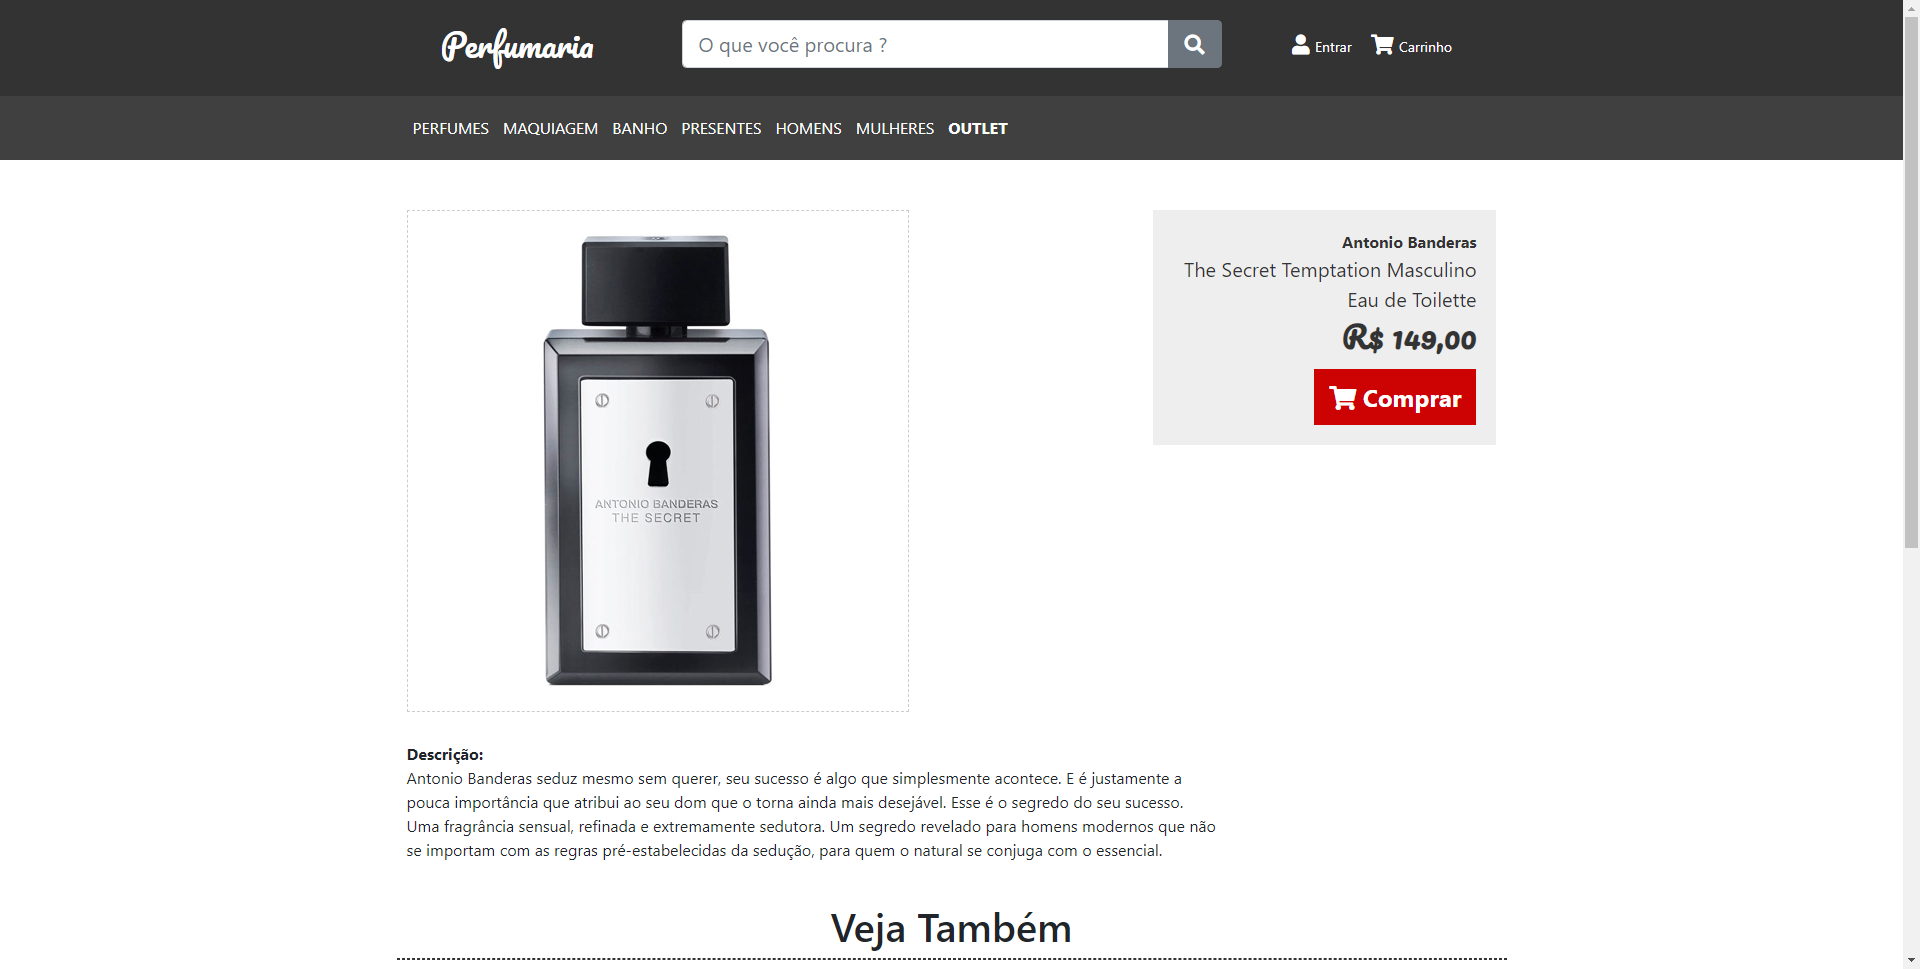 Perfumaria
O que você procura ?
Entrar
Carrinho
PERFUMES MAQUIAGEM BANHO PRESENTES HOMENS MULHERES OUTLET
ANTONIO BANDERAS
THE SECRET
Antonio Banderas
The Secret Temptation Masculino
Eau de Toilette
R$ 149,00
Comprar
Descrição:
Antonio Banderas seduz mesmo sem querer, seu sucesso é algo que simplesmente acontece. E é justamente a
pouca importância que atribui ao seu dom que o torna ainda mais desejável. Esse é o segredo do seu sucesso.
Uma fragrância sensual, refinada e extremamente sedutora. Um segredo revelado para homens modernos que não
se importam com as regras pré-estabelecidas da sedução, para quem o natural se conjuga com o essencial.
Veja Também